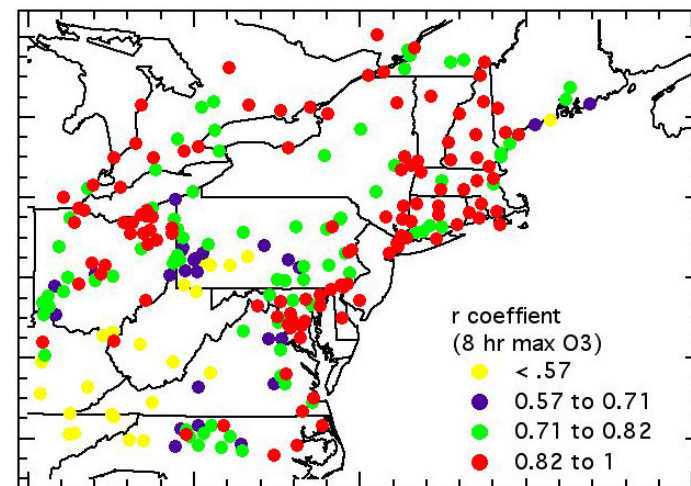 r coeffient
(8 hr max O3)
< .57
0.57 to 0.71
0.71 to 0.82
0.82 to 1